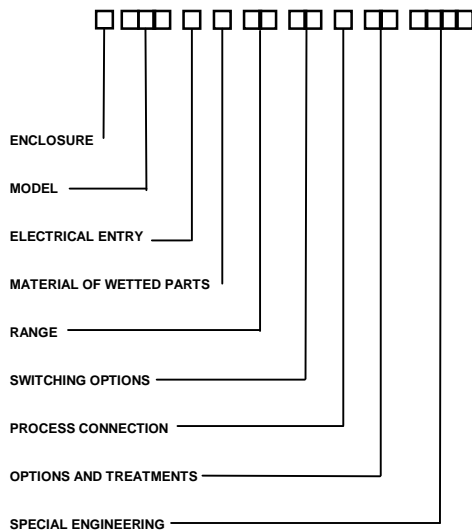 ENCLOSURE
MODEL
ELECTRICAL ENTRY
MATERIAL OF WETTED PARTS
RANGE
SWITCHING OPTIONS
PROCESS CONNECTION
OPTIONS AND TREATMENTS
SPECIAL ENGINEERING